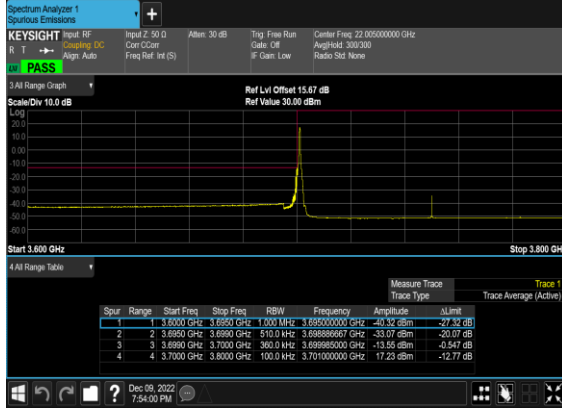 Spectrum Analyzer 1
Spurious Emissions
+
KEYSIGHT Input: RF Input Z: 50 Ω Atten: 30 dB Trig: Free Run Center Freq: 22.005000000 GHz
R T Coupling: DC Corr CCorr Gate: Off Avg|Hold: 300/300
Align: Auto Freq Ref: Int (S) IF Gain: Low Radio Std: None
PASS
3 All Range Graph
Ref Lvl Offset 15.67 dB
Scale/Div 10.0 dB Ref Value 30.00 dBm
Log
20.0
10.0
0.00
-10.0
-20.0
-30.0
-40.0
-50.0
-60.0
Start 3.600 GHz Stop 3.800 GH
4 All Range Table
Measure Trace Trace 1
Trace Type Trace Average (Active)
Spur Range Start Freq Stop Freq RBW Frequency Amplitude ΔLimit
1 1 3.6000 GHz 3.6950 GHz 1.000 MHz 3.695000000 GHz -40.32 dBm -27.32 dB
2 2 3.6950 GHz 3.6990 GHz 510.0 kHz 3.698886667 GHz -33.07 dBm -20.07 dB
3 3 3.6990 GHz 3.7000 GHz 360.0 kHz 3.699985000 GHz -13.55 dBm -0.547 dB
4 4 3.7000 GHz 3.8000 GHz 100.0 kHz 3.701000000 GHz 17.23 dBm -12.77 dB
? Dec 09, 2022
7:54:00 PM